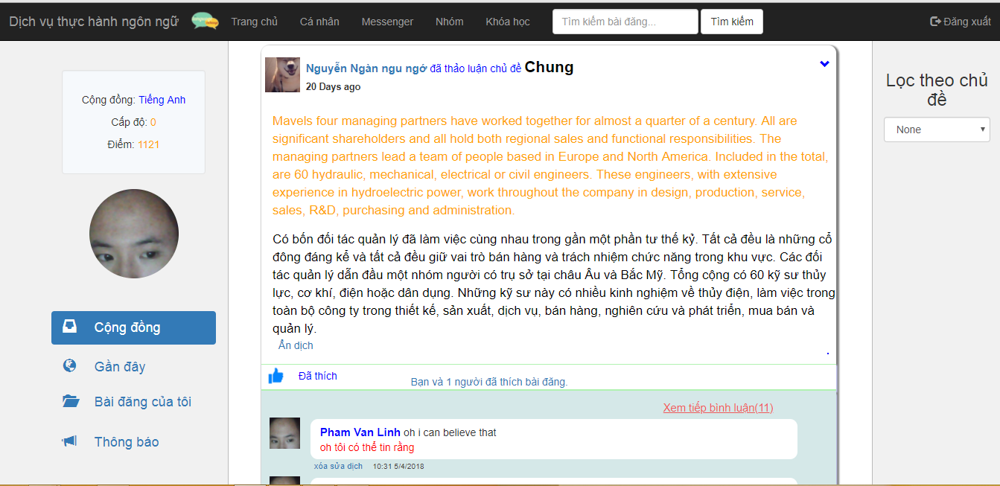 Dịch vụ thực hành ngôn ngữ
Trang chủ
Cá nhân
Messenger
Nhóm
Khóa học
Tìm kiếm bài đăng...
Tìm kiếm
Đăng xuất
Cộng đồng: Tiếng Anh
Cấp độ: 0
Điểm: 1121
Cộng đồng
Gần đây
Bài đăng của tôi
Thông báo
Nguyễn Ngàn ngu ngớ đã thảo luận chủ đề Chung
20 Days ago
Mavels four managing partners have worked together for almost a quarter of a century. All are
significant shareholders and all hold both regional sales and functional responsibilities. The
managing partners lead a team of people based in Europe and North America. Included in the total,
are 60 hydraulic, mechanical, electrical or civil engineers. These engineers, with extensive
experience in hydroelectric power, work throughout the company in design, production, service,
sales, R&D, purchasing and administration.
Có bốn đối tác quản lý đã làm việc cùng nhau trong gần một phần tư thế kỷ. Tất cả đều là những cổ
đông đáng kể và tất cả đều giữ vai trò bán hàng và trách nhiệm chức năng trong khu vực. Các đối
tác quản lý dẫn đầu một nhóm người có trụ sở tại châu Âu và Bắc Mỹ. Tổng cộng có 60 kỹ sư thủy
lực, cơ khí, điện hoặc dân dụng. Những kỹ sư này có nhiều kinh nghiệm về thủy điện, làm việc trong
toàn bộ công ty trong thiết kế, sản xuất, dịch vụ, bán hàng, nghiên cứu và phát triển, mua bán và
quản lý.
Ẩn dịch
.
Đã thích
Bạn và 1 người đã thích bài đăng.
Xem tiếp bình luận(11)
Pham Van Linh oh i can believe that
oh tôi có thể tin rằng
xóa sửa dịch 10:31 5/4/2018
Lọc theo chủ
đề
None